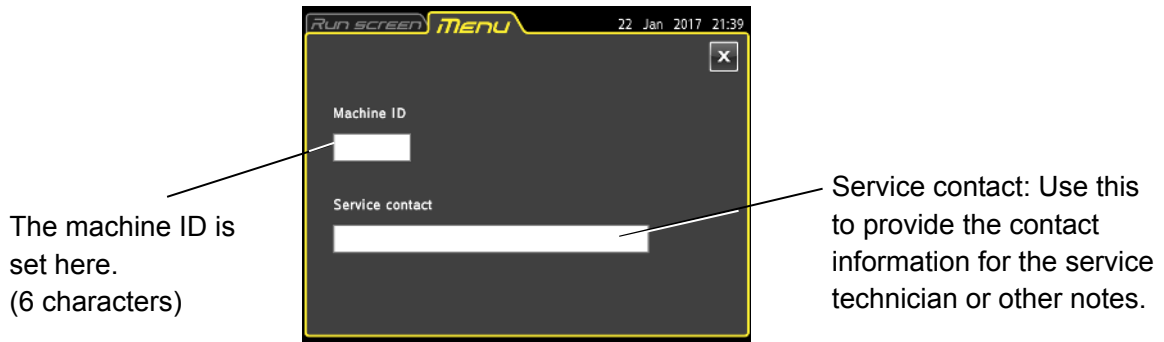 Run screen Menu 22 Jan 2017 21:39
x
Machine ID
Service contact
The machine ID is
set here.
(6 characters)
Service contact: Use this
to provide the contact
information for the service
technician or other notes.